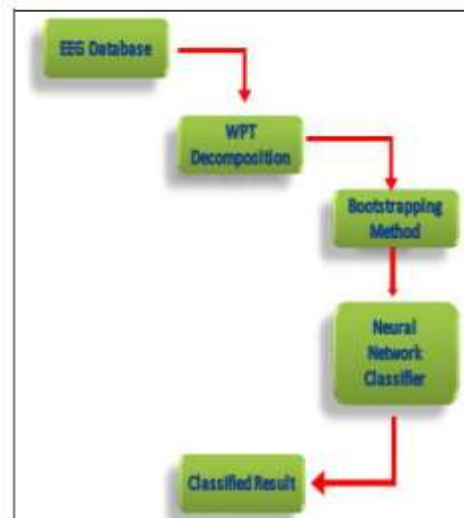 EEG Database
WPT
Decomposition
Bootstrapping
Method
Neural
Network
Classifier
Classified Result